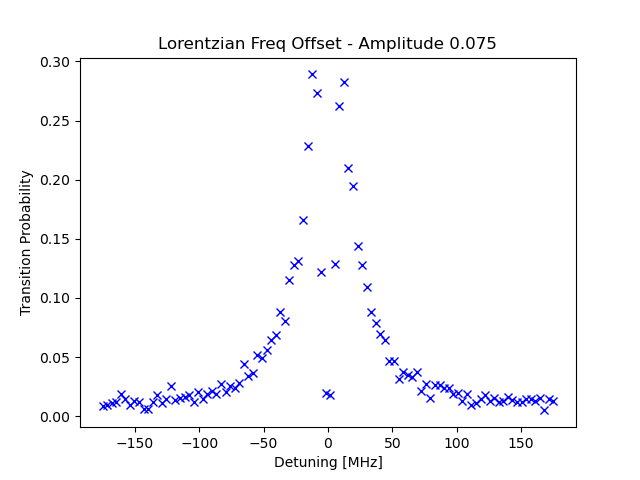 Lorentzian Freq Offset - Amplitude 0.075
Transition Probability
0.30
0.25
0.20
0.15
0.10
0.05
0.00
−150 −100 −50 0 50 100 150
Detuning [MHz]